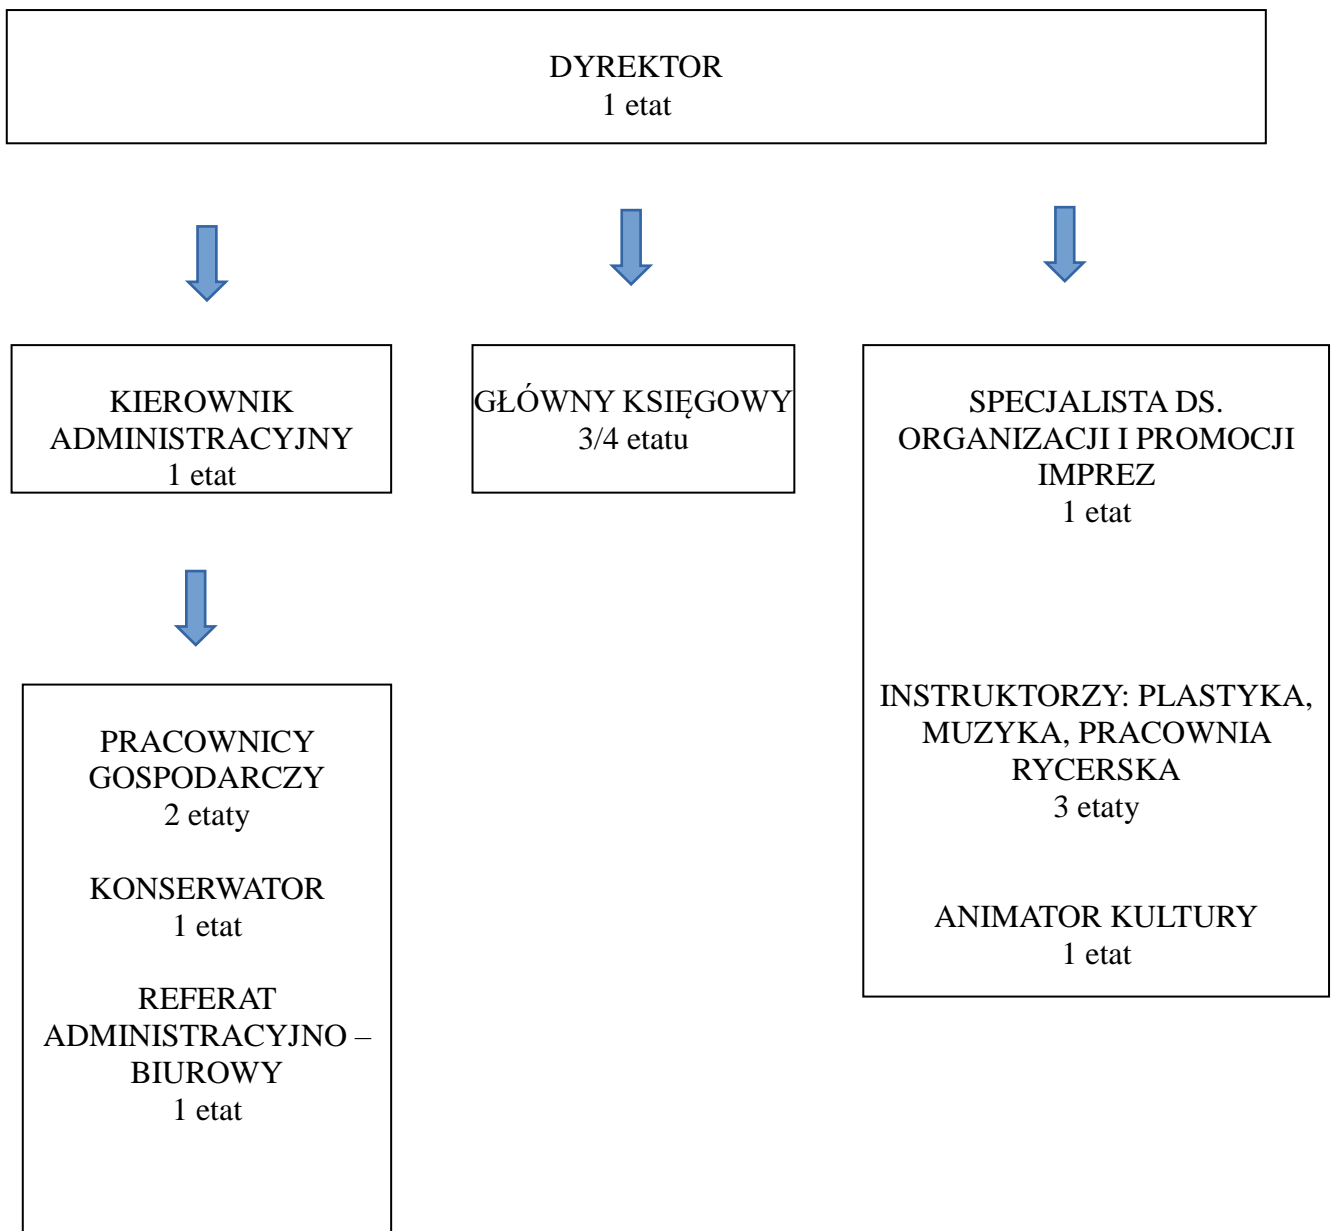 DYREKTOR
1 etat
KIEROWNIK
ADMINISTRACYJNY
1 etat
GŁÓWNY KSIĘGOWY
3/4 etatu
SPECJALISTA DS.
ORGANIZACJI I PROMOCJI
IMPREZ
1 etat
INSTRUKTORZY: PLASTYKA,
MUZYKA, PRACOWNIA
RYCERSKA
3 etaty
ANIMATOR KULTURY
1 etat
PRACOWNICY
GOSPODARCZY
2 etaty
KONSERWATOR
1 etat
REFERAT
ADMINISTRACYJNO –
BIUROWY
1 etat